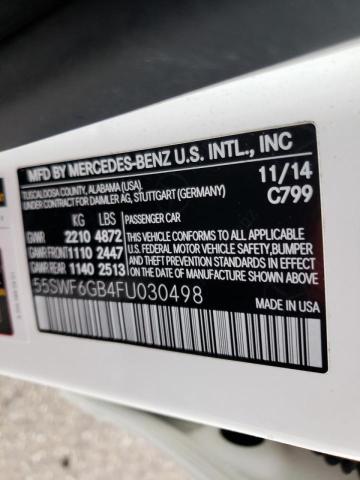 MFD BY MERCEDES-BENZ U.S. INTL., INC
TUSCALOOSA COUNTY, ALABAMA (USA). 11/14
UNDER CONTRACT FOR DAIMLER AG, STUTTGART (GERMANY) C799
KG LBS PASSENGER CAR
GVWR 2210 4872 THIS VEHICLE CONFORMS TO ALL APPLICABLE
GAWR FRONT 1110 2447 U.S. FEDERAL MOTOR VEHICLE SAFETY, BUMPER
GAWR REAR 1140 2513 AND THEFT PREVENTION STANDARDS IN EFFECT
ON THE DATE OF MANUFACTURE SHOWN ABOVE
55SWF6GB4FU030498 MADE IN USA